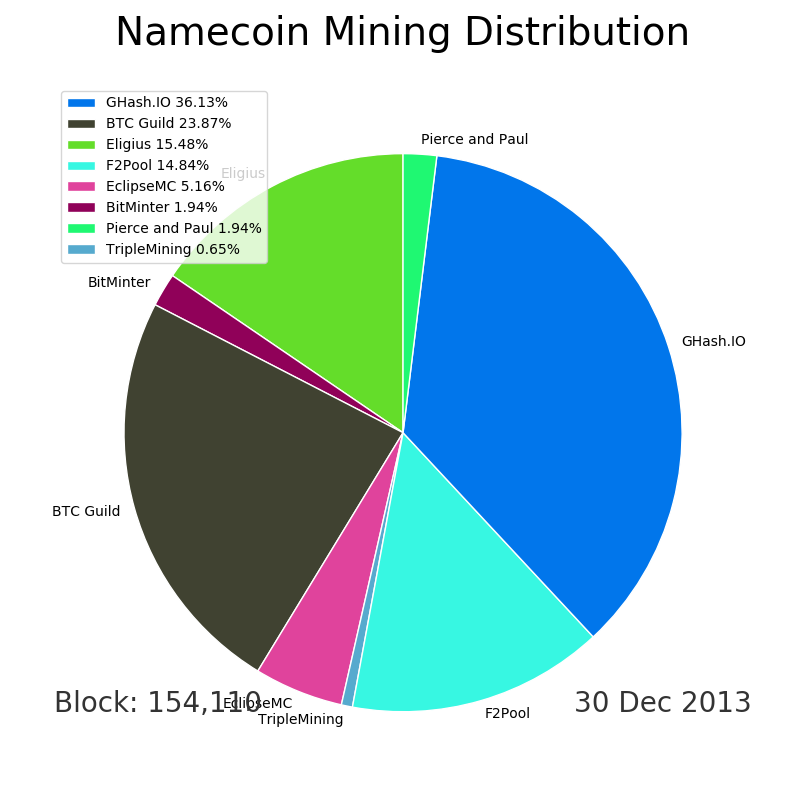 Namecoin Mining Distribution
GHash.IO 36.13%
BTC Guild 23.87%
Eligius 15.48%
F2Pool 14.84%
EclipseMC 5.16%
BitMinter 1.94%
Pierce and Paul 1.94%
TripleMining 0.65%
Pierce and Paul
Eligius
BitMinter
GHash.IO
BTC Guild
EclipseMC
TripleMining
F2Pool
Block: 154,110
30 Dec 2013